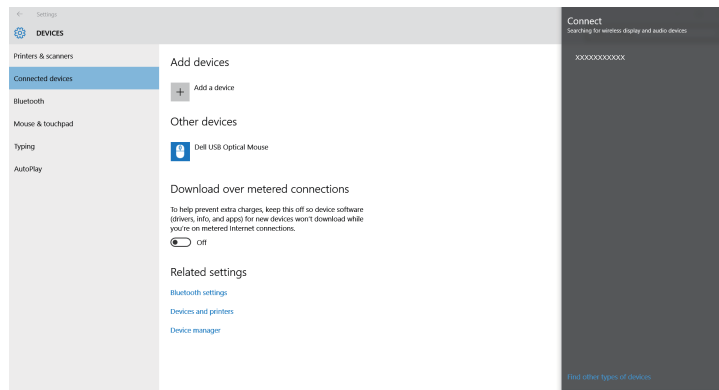 Settings
DEVICES
Printers & scanners
Connected devices
Bluetooth
Mouse & touchpad
Typing
AutoPlay
Add devices
Add a device
Other devices
Dell USB Optical Mouse
Download over metered connections
To help prevent extra charges, keep this off so device software
(drivers, info, and apps) for new devices won't download while
you're on metered Internet connections.
Off
Related settings
Bluetooth settings
Devices and printers
Device manager
Connect
Searching for wireless display and audio devices
XXXXXXXXXXX
Find other types of devices